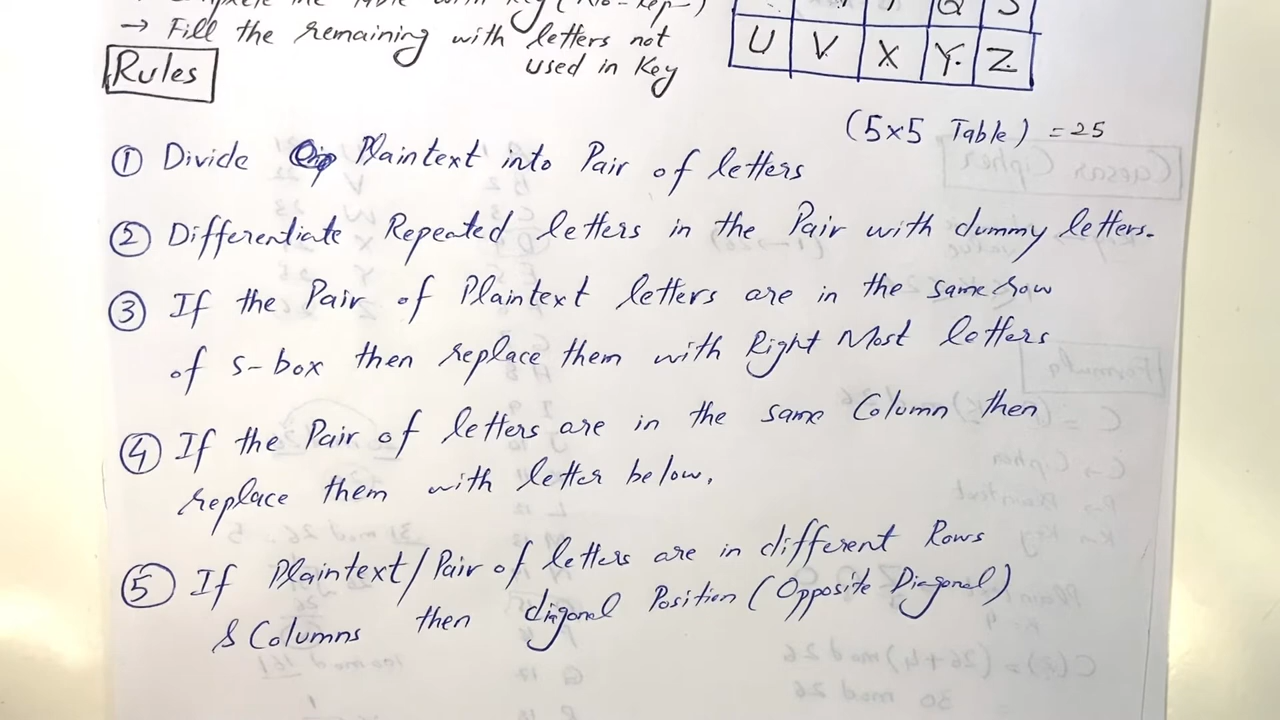 → Fill the remaining with letters not
used in Key
Q S
U V X Y Z
Rules
(5x5 Table) = 25
① Divide Plaintext into Pair of letters
② Differentiate Repeated letters in the Pair with dummy letters.
③ If the Pair of Plaintext letters are in the same row
of S-box then replace them with Right Most letters
④ If the Pair of letters are in the same Column then
replace them with letter below.
⑤ If Plaintext/Pair of letters are in different Rows
& Columns then diagonal Position (Opposite Diagonal)